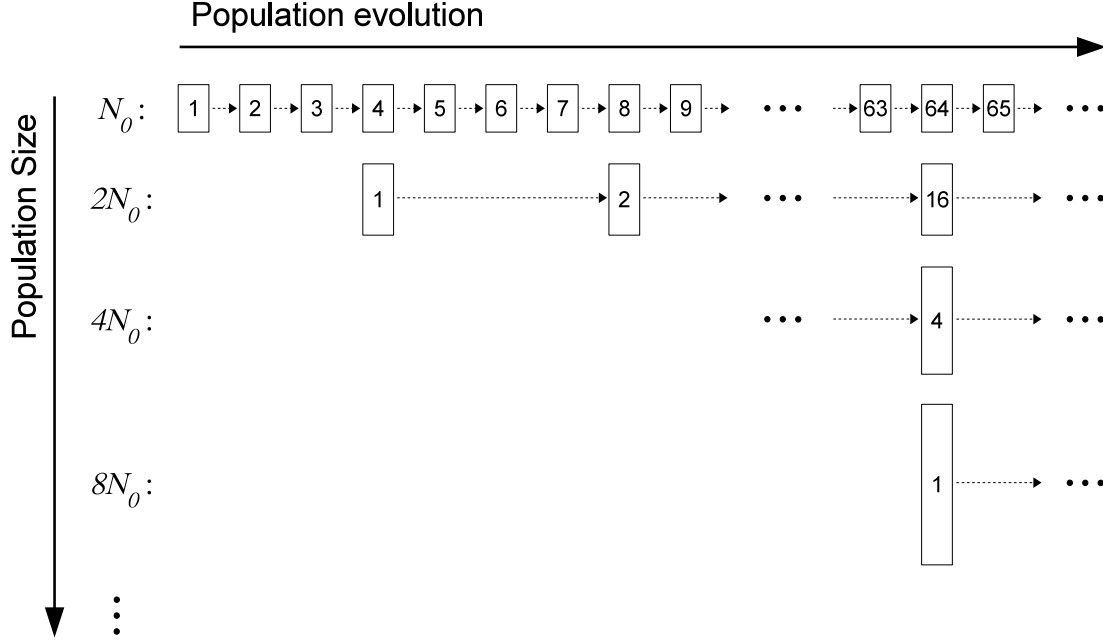 Population evolution
Population Size
N₀: 1 2 3 4 5 6 7 8 9 ••• 63 64 65 •••
2N₀: 1 2 ••• 16 •••
4N₀: ••• 4 •••
8N₀: 1 •••